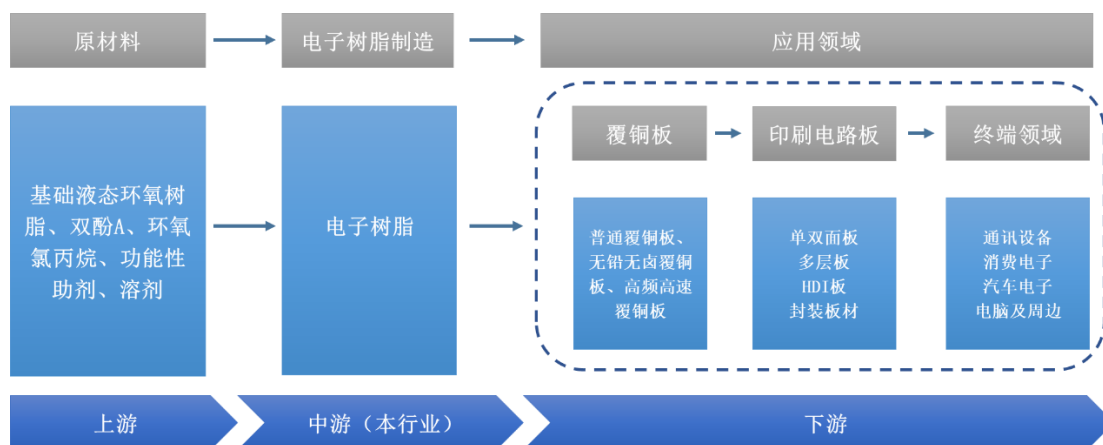 原材料
电子树脂制造
应用领域
覆铜板
印刷电路板
终端领域
基础液态环氧树
脂、双酚A、环氧
氯丙烷、功能性
助剂、溶剂
电子树脂
普通覆铜板、
无铅无卤覆铜
板、高频高速
覆铜板
单双面板
多层板
HDI板
封装板材
通讯设备
消费电子
汽车电子
电脑及周边
上游
中游（本行业）
下游